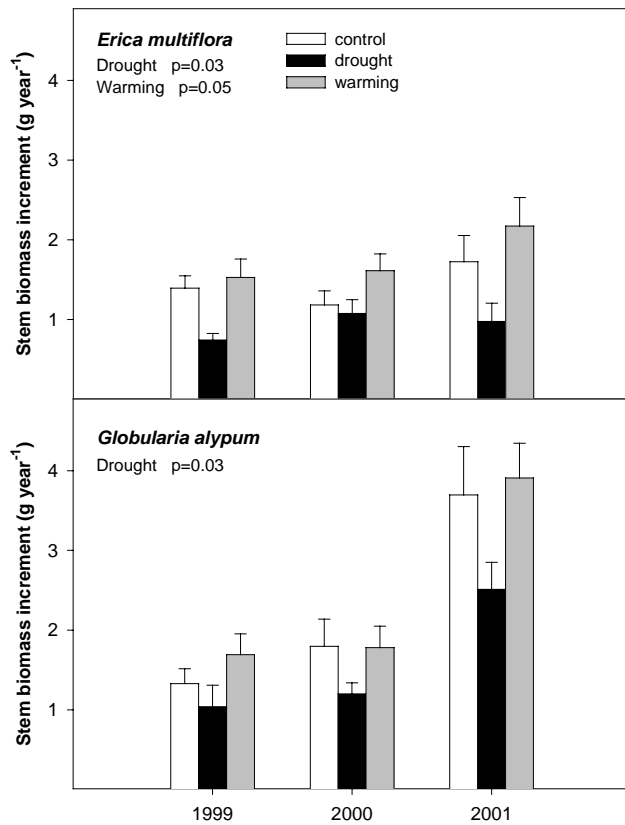 Erica multiflora
Drought p=0.03
Warming p=0.05
control
drought
warming
Stem biomass increment (g year-1)
4
3
2
1
Globularia alypum
Drought p=0.03
Stem biomass increment (g year-1)
4
3
2
1
1999 2000 2001